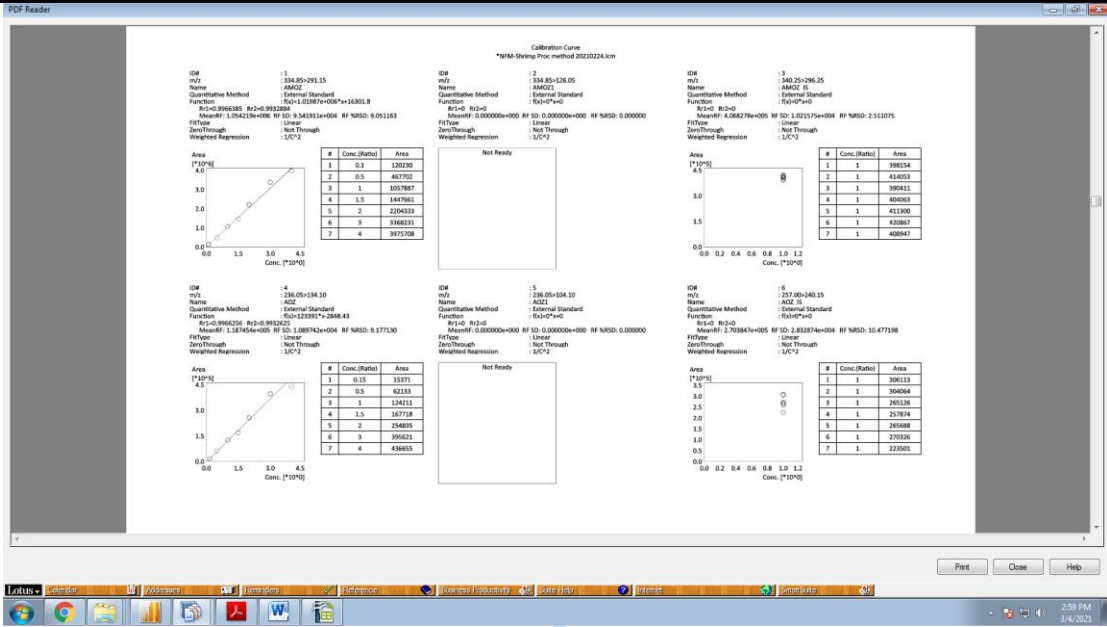 PDF Reader
Calibration Curve
*NFM-Shrimp Proc method 20210224.lcm
ID# : 1
m/z : 334.85>291.15
Name : AMOZ
Quantitative Method : External Standard
Function : f(x)=1.01987e+006*x+16301.8
Rr1=0.9966385 Rr2=0.9932884
MeanRF: 1.054219e+006 RF SD: 9.541911e+004 RF %RSD: 9.051163
FitType : Linear
ZeroThrough : Not Through
Weighted Regression : 1/C^2
Area
[*10^6]
4.0
3.0
2.0
1.0
0.0
0.0 1.5 3.0 4.5
Conc. [*10^0]
# Conc.(Ratio) Area
1 0.1 120230
2 0.5 467702
3 1 1057887
4 1.5 1447661
5 2 2204333
6 3 3368231
7 4 3975708
ID# : 2
m/z : 334.85>128.05
Name : AMOZ1
Quantitative Method : External Standard
Function : f(x)=0*x+0
Rr1=0 Rr2=0
MeanRF: 0.000000e+000 RF SD: 0.000000e+000 RF %RSD: 0.000000
FitType : Linear
ZeroThrough : Not Through
Weighted Regression : 1/C^2
Not Ready
ID# : 3
m/z : 340.25>296.25
Name : AMOZ_IS
Quantitative Method : External Standard
Function : f(x)=0*x+0
Rr1=0 Rr2=0
MeanRF: 4.068278e+005 RF SD: 1.021575e+004 RF %RSD: 2.511075
FitType : Linear
ZeroThrough : Not Through
Weighted Regression : 1/C^2
Area
[*10^5]
4.5
3.0
1.5
0.0
0.0 0.2 0.4 0.6 0.8 1.0 1.2
Conc. [*10^0]
# Conc.(Ratio) Area
1 1 398154
2 1 414053
3 1 390411
4 1 404063
5 1 411300
6 1 420867
7 1 408947
ID# : 4
m/z : 236.05>134.10
Name : AOZ
Quantitative Method : External Standard
Function : f(x)=123391*x-2848.43
Rr1=0.9966256 Rr2=0.9932625
MeanRF: 1.187454e+005 RF SD: 1.089742e+004 RF %RSD: 9.177130
FitType : Linear
ZeroThrough : Not Through
Weighted Regression : 1/C^2
Area
[*10^5]
4.5
3.0
1.5
0.0
0.0 1.5 3.0 4.5
Conc. [*10^0]
# Conc.(Ratio) Area
1 0.15 15371
2 0.5 62133
3 1 124211
4 1.5 167718
5 2 254835
6 3 395621
7 4 436655
ID# : 5
m/z : 236.05>104.10
Name : AOZ1
Quantitative Method : External Standard
Function : f(x)=0*x+0
Rr1=0 Rr2=0
MeanRF: 0.000000e+000 RF SD: 0.000000e+000 RF %RSD: 0.000000
FitType : Linear
ZeroThrough : Not Through
Weighted Regression : 1/C^2
Not Ready
ID# : 6
m/z : 257.00>240.15
Name : AOZ_IS
Quantitative Method : External Standard
Function : f(x)=0*x+0
Rr1=0 Rr2=0
MeanRF: 2.703847e+005 RF SD: 2.832874e+004 RF %RSD: 10.477198
FitType : Linear
ZeroThrough : Not Through
Weighted Regression : 1/C^2
Area
[*10^5]
3.5
3.0
2.5
2.0
1.5
1.0
0.5
0.0
0.0 0.2 0.4 0.6 0.8 1.0 1.2
Conc. [*10^0]
# Conc.(Ratio) Area
1 1 306113
2 1 304064
3 1 265126
4 1 257874
5 1 265688
6 1 270326
7 1 223501
Print Close Help
Lotus Calendar Addresses Reminders Reference Business Productivity Suite Help Internet SmartSuite
2:59 PM
3/4/2021